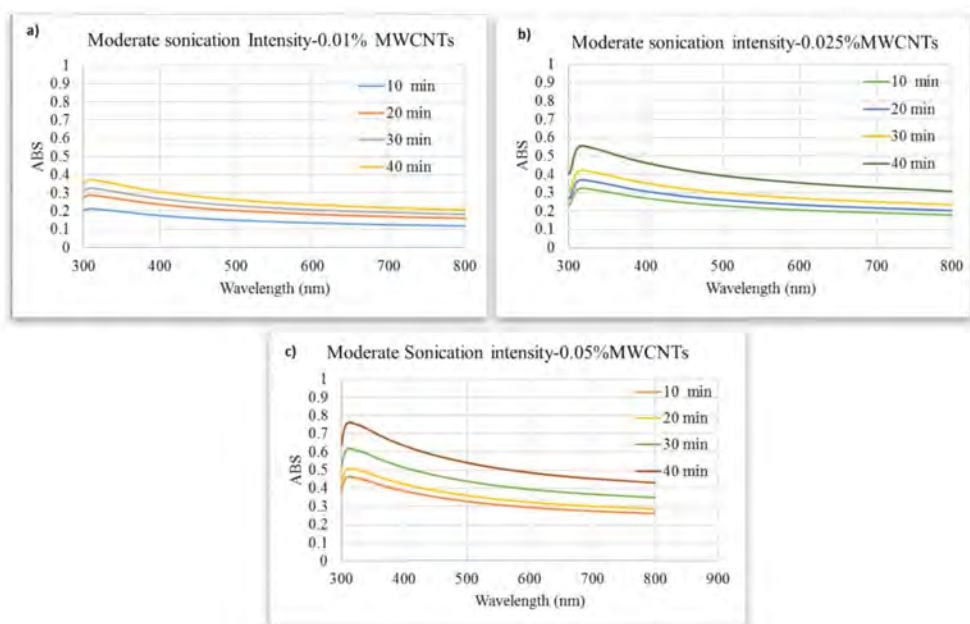 a)
Moderate sonication Intensity-0.01% MWCNTs
1
0.9
0.8
0.7
0.6
0.5
0.4
0.3
0.2
0.1
0
ABS
10 min
20 min
30 min
40 min
300 400 500 600 700 800
Wavelength (nm)
b)
Moderate sonication intensity-0.025%MWCNTs
1
0.9
0.8
0.7
0.6
0.5
0.4
0.3
0.2
0.1
0
ABS
10 min
20 min
30 min
40 min
300 400 500 600 700 800
Wavelength (nm)
c)
Moderate Sonication intensity-0.05%MWCNTs
1
0.9
0.8
0.7
0.6
0.5
0.4
0.3
0.2
0.1
0
ABS
10 min
20 min
30 min
40 min
300 400 500 600 700 800 900
Wavelength (nm)